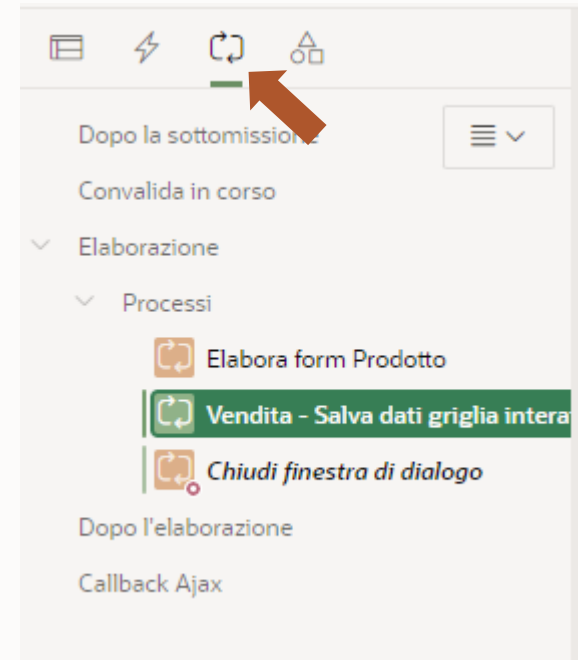 Dopo la sottomissione
Convalida in corso
Elaborazione
Processi
Elabora form Prodotto
Vendita - Salva dati griglia intera
Chiudi finestra di dialogo
Dopo l'elaborazione
Callback Ajax